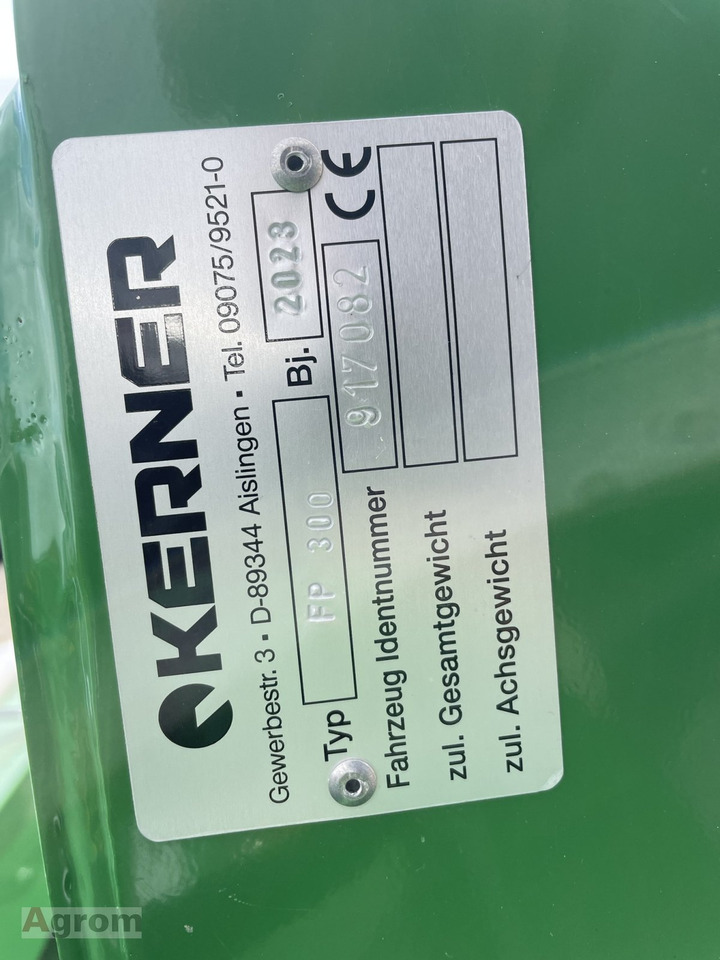 KERNER
Gewerbestr. 3 • D-89344 Aislingen • Tel. 09075/9521-0
Typ FP 300 Bj. 2023
Fahrzeug Identnummer 917082 CE
zul. Gesamtgewicht
zul. Achsgewicht
Agrom